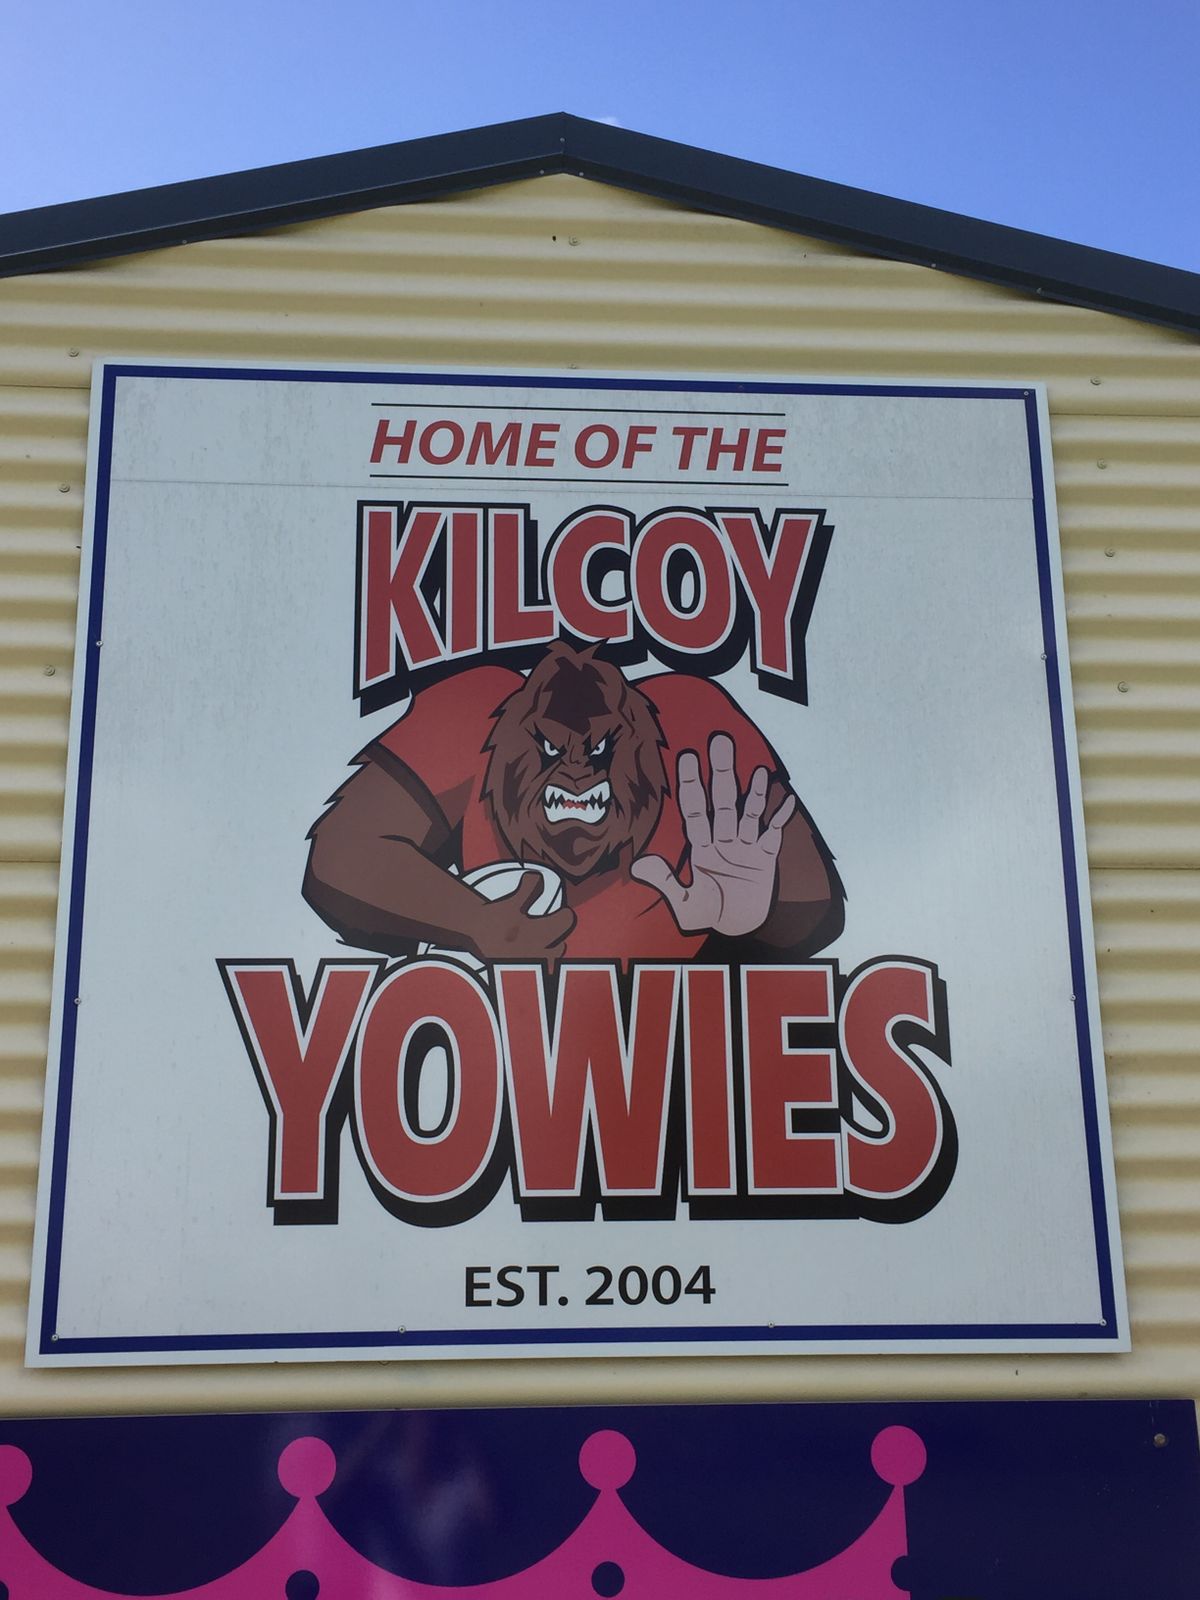 HOME OF THE
KILCOY
YOWIES
EST. 2004